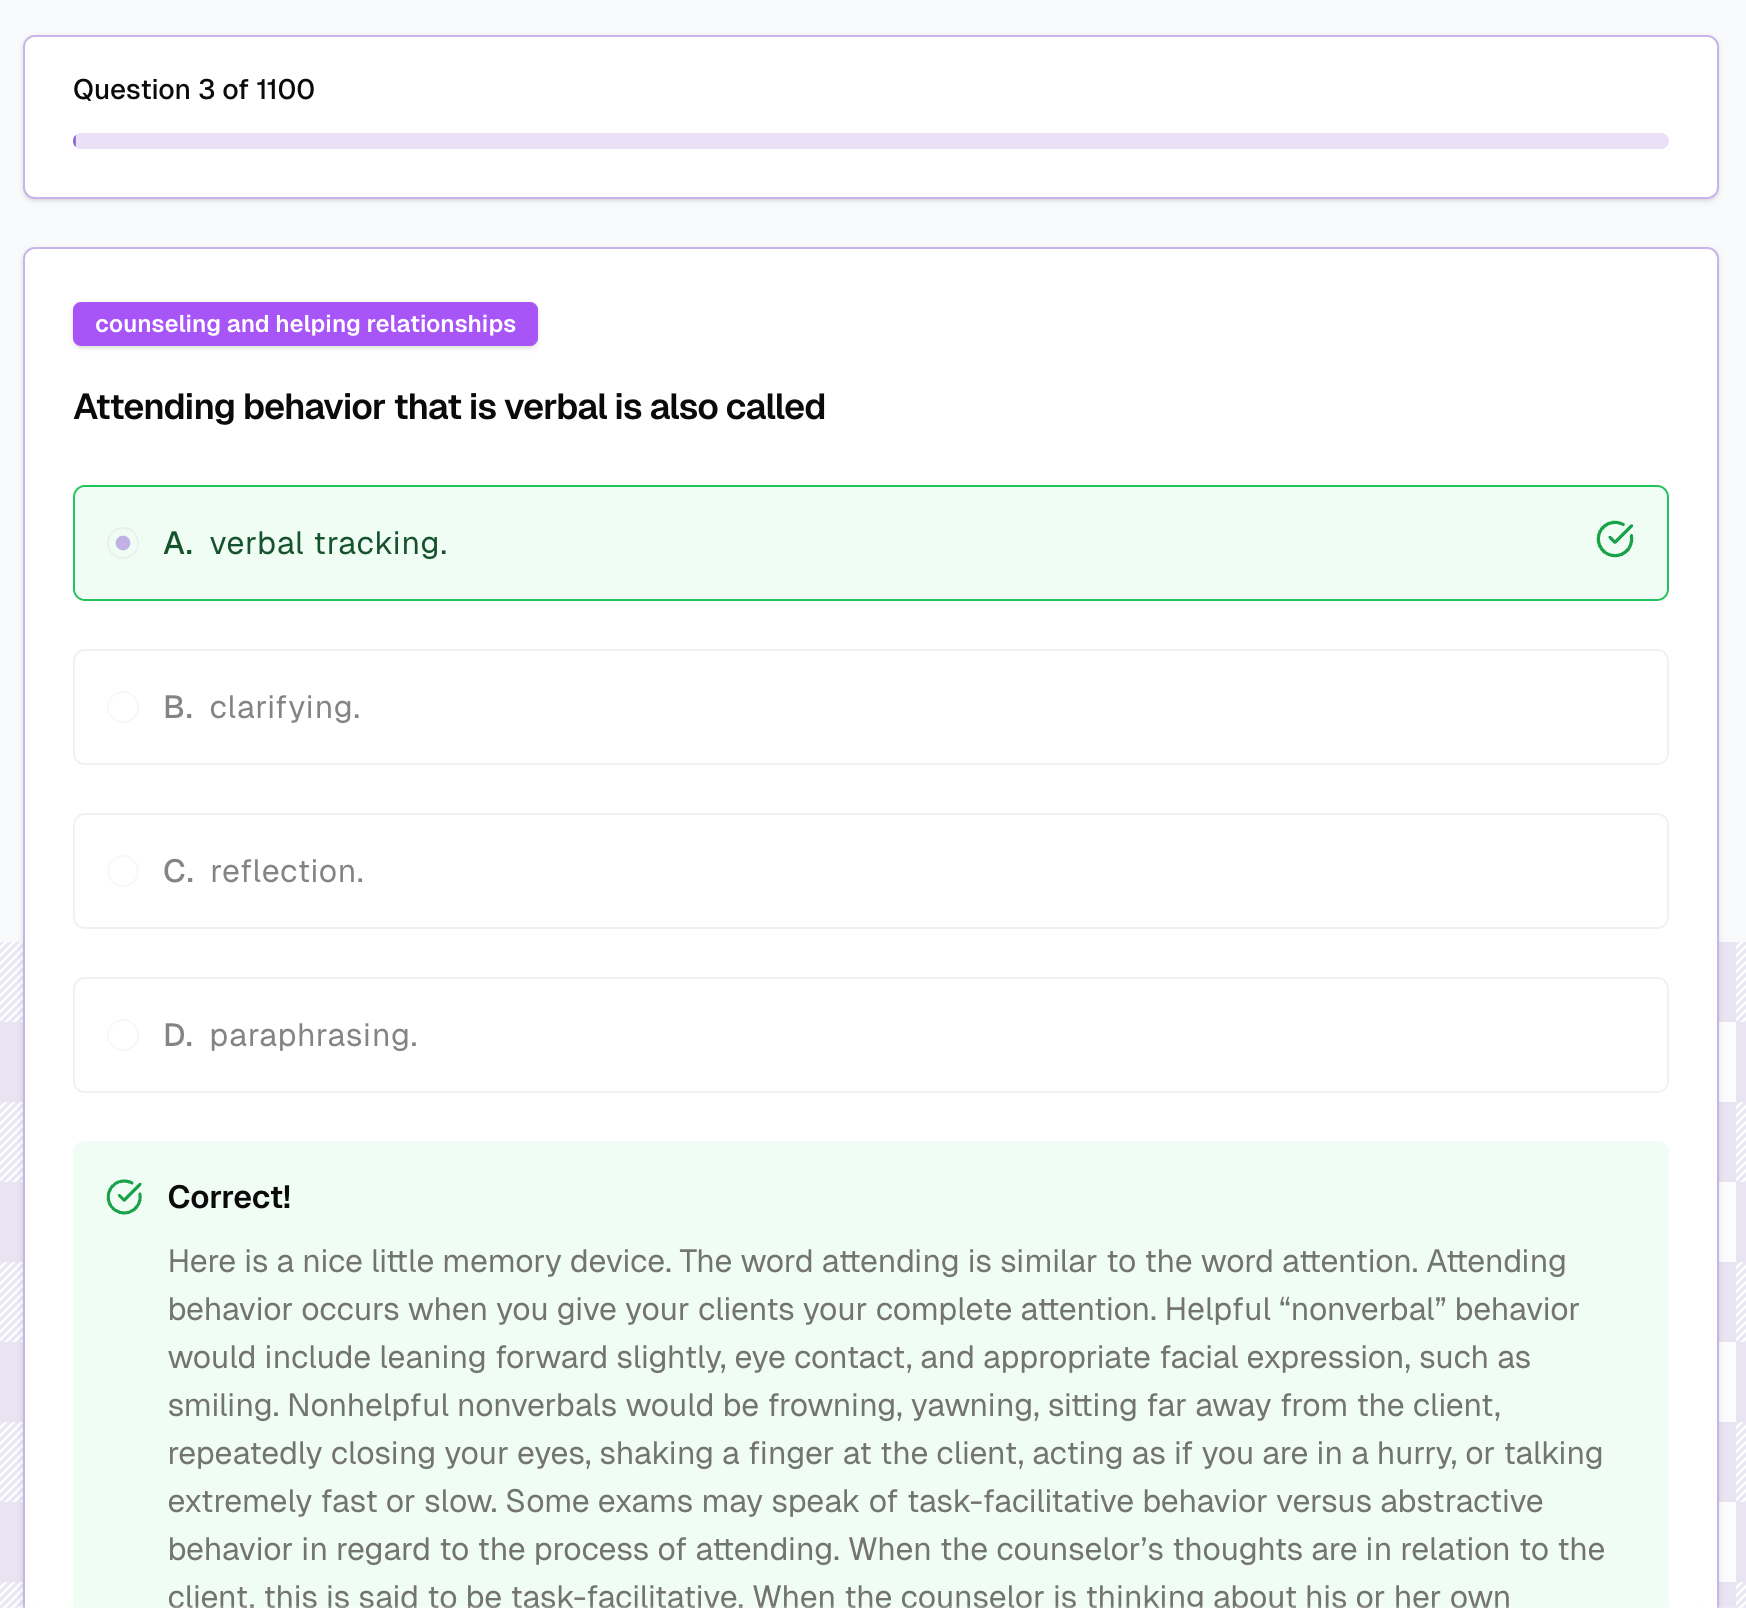 Question 3 of 1100
counseling and helping relationships
Attending behavior that is verbal is also called
A. verbal tracking.
B. clarifying.
C. reflection.
D. paraphrasing.
Correct!
Here is a nice little memory device. The word attending is similar to the word attention. Attending
behavior occurs when you give your clients your complete attention. Helpful “nonverbal” behavior
would include leaning forward slightly, eye contact, and appropriate facial expression, such as
smiling. Nonhelpful nonverbals would be frowning, yawning, sitting far away from the client,
repeatedly closing your eyes, shaking a finger at the client, acting as if you are in a hurry, or talking
extremely fast or slow. Some exams may speak of task-facilitative behavior versus abstractive
behavior in regard to the process of attending. When the counselor’s thoughts are in relation to the
client, this is said to be task-facilitative. When the counselor is thinking about his or her own